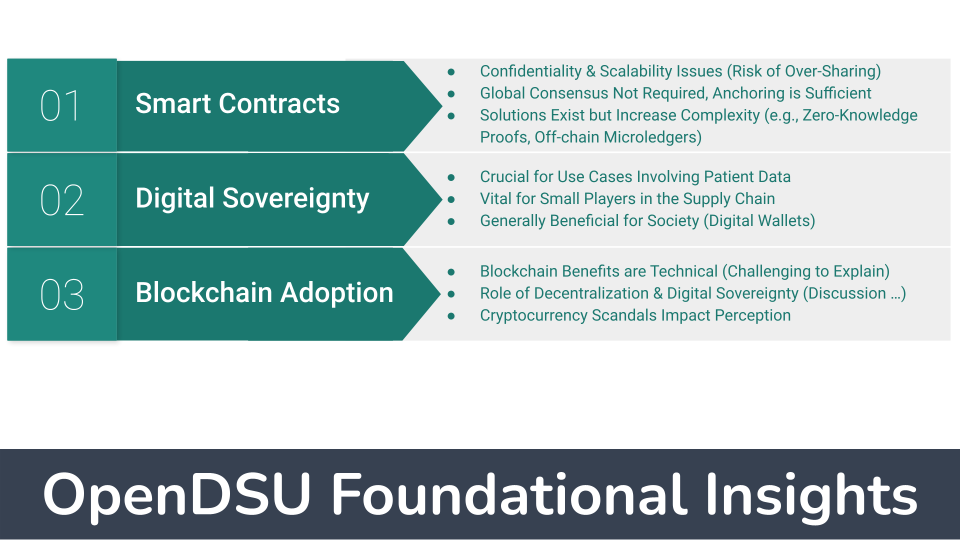 01
Smart Contracts
● Confidentiality & Scalability Issues (Risk of Over-Sharing)
● Global Consensus Not Required, Anchoring is Sufficient
● Solutions Exist but Increase Complexity (e.g., Zero-Knowledge
Proofs, Off-chain Microledgers)
02
Digital Sovereignty
● Crucial for Use Cases Involving Patient Data
● Vital for Small Players in the Supply Chain
● Generally Beneficial for Society (Digital Wallets)
03
Blockchain Adoption
● Blockchain Benefits are Technical (Challenging to Explain)
● Role of Decentralization & Digital Sovereignty (Discussion ...)
● Cryptocurrency Scandals Impact Perception
OpenDSU Foundational Insights